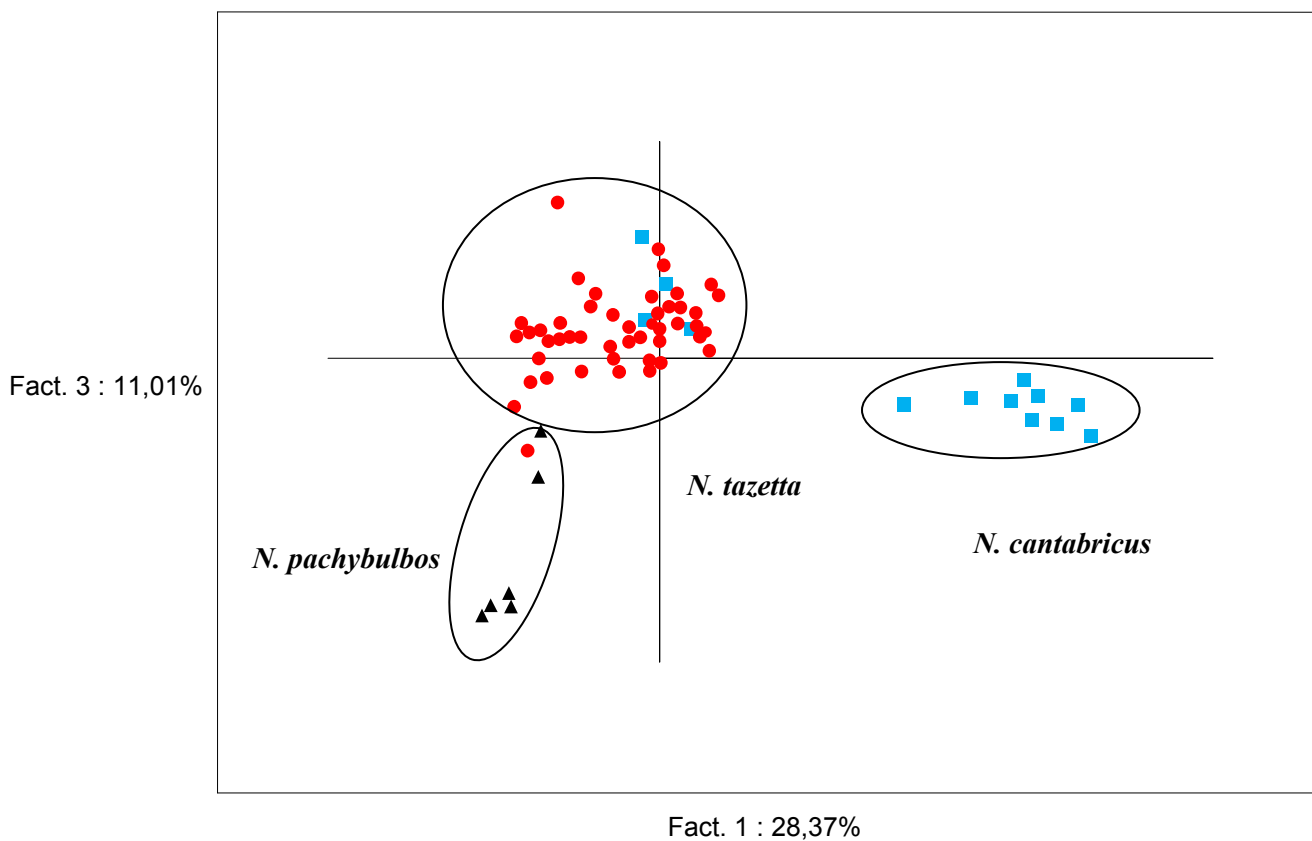 Fact. 3 : 11,01%
N. tazetta
N. pachybulbos
N. cantabricus
Fact. 1 : 28,37%